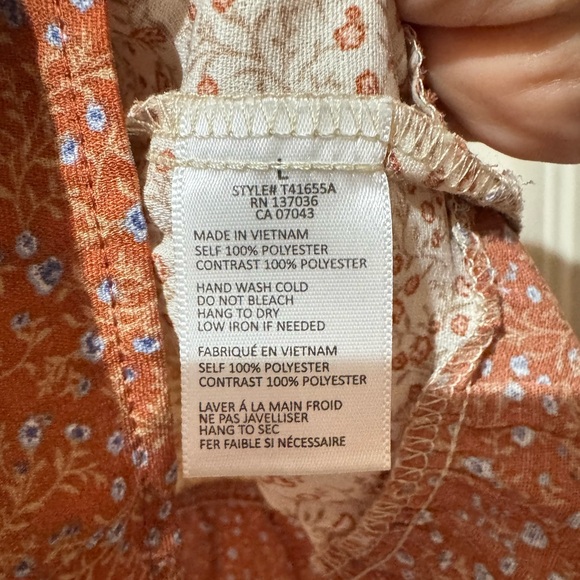 L
STYLE# T41655A
RN 137036
CA 07043
MADE IN VIETNAM
SELF 100% POLYESTER
CONTRAST 100% POLYESTER
HAND WASH COLD
DO NOT BLEACH
HANG TO DRY
LOW IRON IF NEEDED
FABRIQUÉ EN VIETNAM
SELF 100% POLYESTER
CONTRAST 100% POLYESTER
LAVER Á LA MAIN FROID
NE PAS JAVELLISER
HANG TO SEC
FER FAIBLE SI NÉCESSAIRE